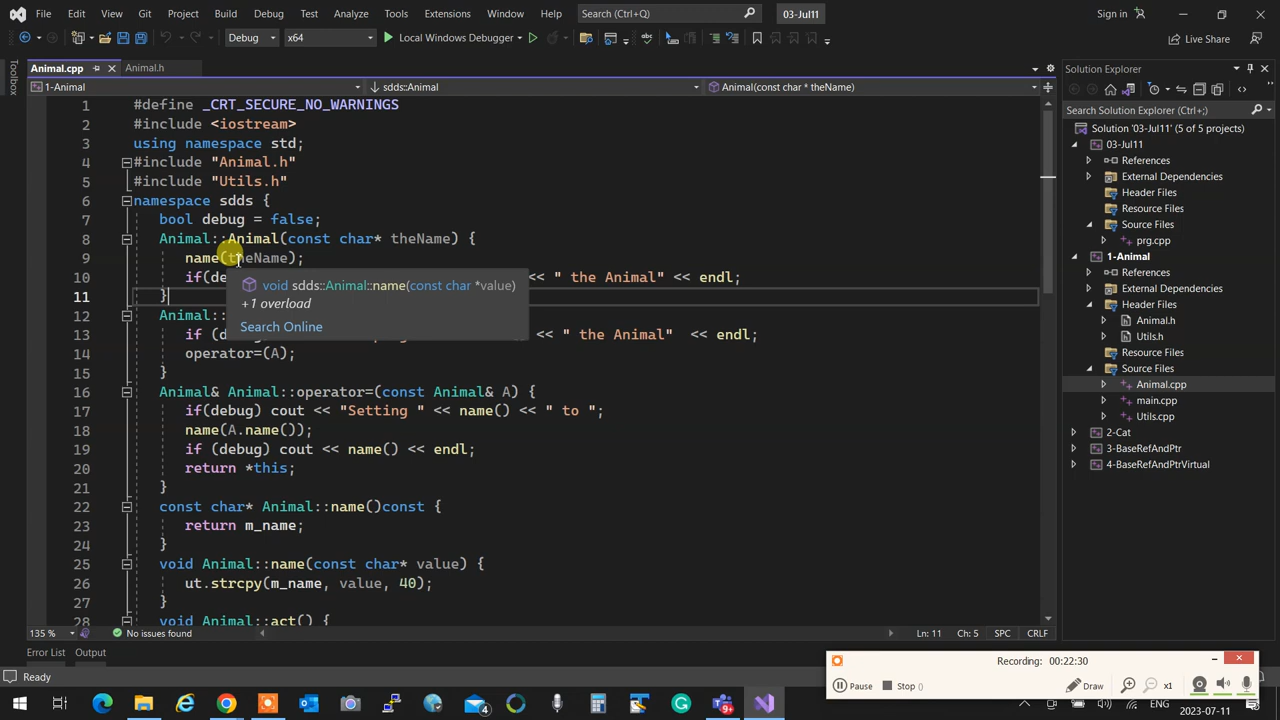 File Edit View Git Project Build Debug Test Analyze Tools Extensions Window Help Search (Ctrl+Q) 03-Jul11 Sign in
Debug x64 Local Windows Debugger Live Share
Toolbox
Animal.cpp Animal.h
1-Animal sdds::Animal Animal(const char * theName)
1 #define _CRT_SECURE_NO_WARNINGS
2 #include <iostream>
3 using namespace std;
4 #include "Animal.h"
5 #include "Utils.h"
6 namespace sdds {
7 bool debug = false;
8 Animal::Animal(const char* theName) {
9 name(theName);
10 if(de << " the Animal" << endl;
11 }
void sdds::Animal::name(const char *value)
+1 overload
Search Online
12 Animal::
13 if (d << " the Animal" << endl;
14 operator=(A);
15 }
16 Animal& Animal::operator=(const Animal& A) {
17 if(debug) cout << "Setting " << name() << " to ";
18 name(A.name());
19 if (debug) cout << name() << endl;
20 return *this;
21 }
22 const char* Animal::name()const {
23 return m_name;
24 }
25 void Animal::name(const char* value) {
26 ut.strcpy(m_name, value, 40);
27 }
28 void Animal::act() {
135 % No issues found Ln: 11 Ch: 5 SPC CRLF
Error List Output
Ready
Solution Explorer
Search Solution Explorer (Ctrl+;)
Solution '03-Jul11' (5 of 5 projects)
03-Jul11
References
External Dependencies
Header Files
Resource Files
Source Files
prg.cpp
1-Animal
References
External Dependencies
Header Files
Animal.h
Utils.h
Resource Files
Source Files
Animal.cpp
main.cpp
Utils.cpp
2-Cat
3-BaseRefAndPtr
4-BaseRefAndPtrVirtual
Recording: 00:22:30
Pause Stop () Draw x1
4 9+ ENG 2023-07-11